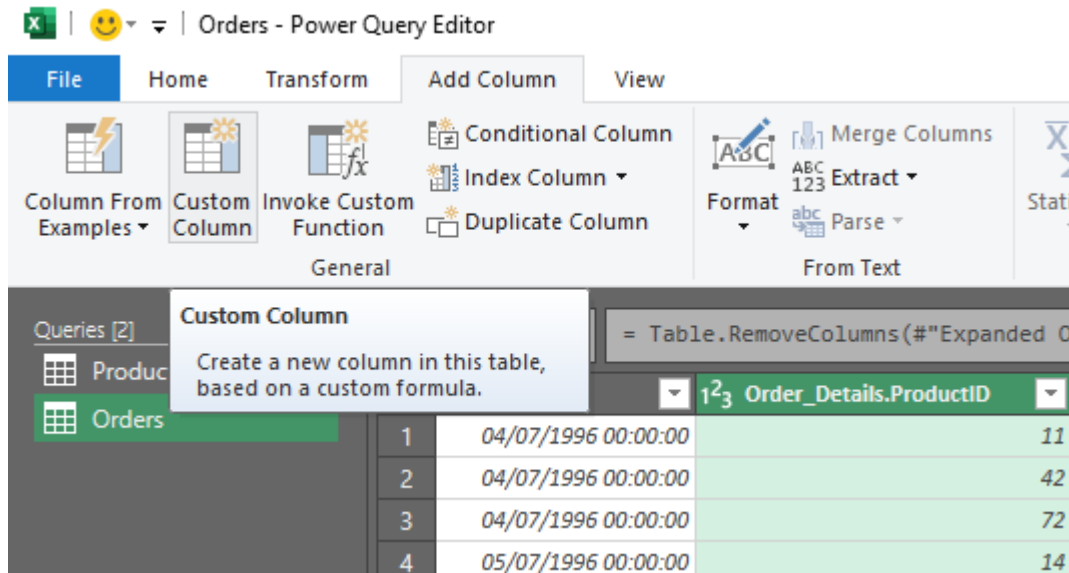 Orders - Power Query Editor
File Home Transform Add Column View
Column From Examples
Custom Column
Invoke Custom Function
Conditional Column
Index Column
Duplicate Column
General
ABC
Format
Merge Columns
ABC
123
Extract
abc
Parse
From Text
Queries [2]
Orders
Custom Column
Create a new column in this table,
based on a custom formula.
= Table.RemoveColumns(#"Expanded
1²3 Order_Details.ProductID
1 04/07/1996 00:00:00 11
2 04/07/1996 00:00:00 42
3 04/07/1996 00:00:00 72
4 05/07/1996 00:00:00 14